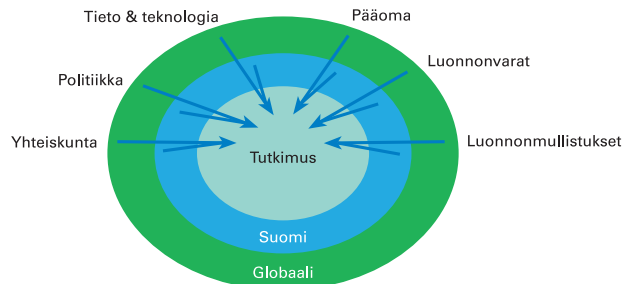 Tieto & teknologia
Pääoma
Politiikka
Luonnonvarat
Yhteiskunta
Luonnonmullistukset
Tutkimus
Suomi
Globaali